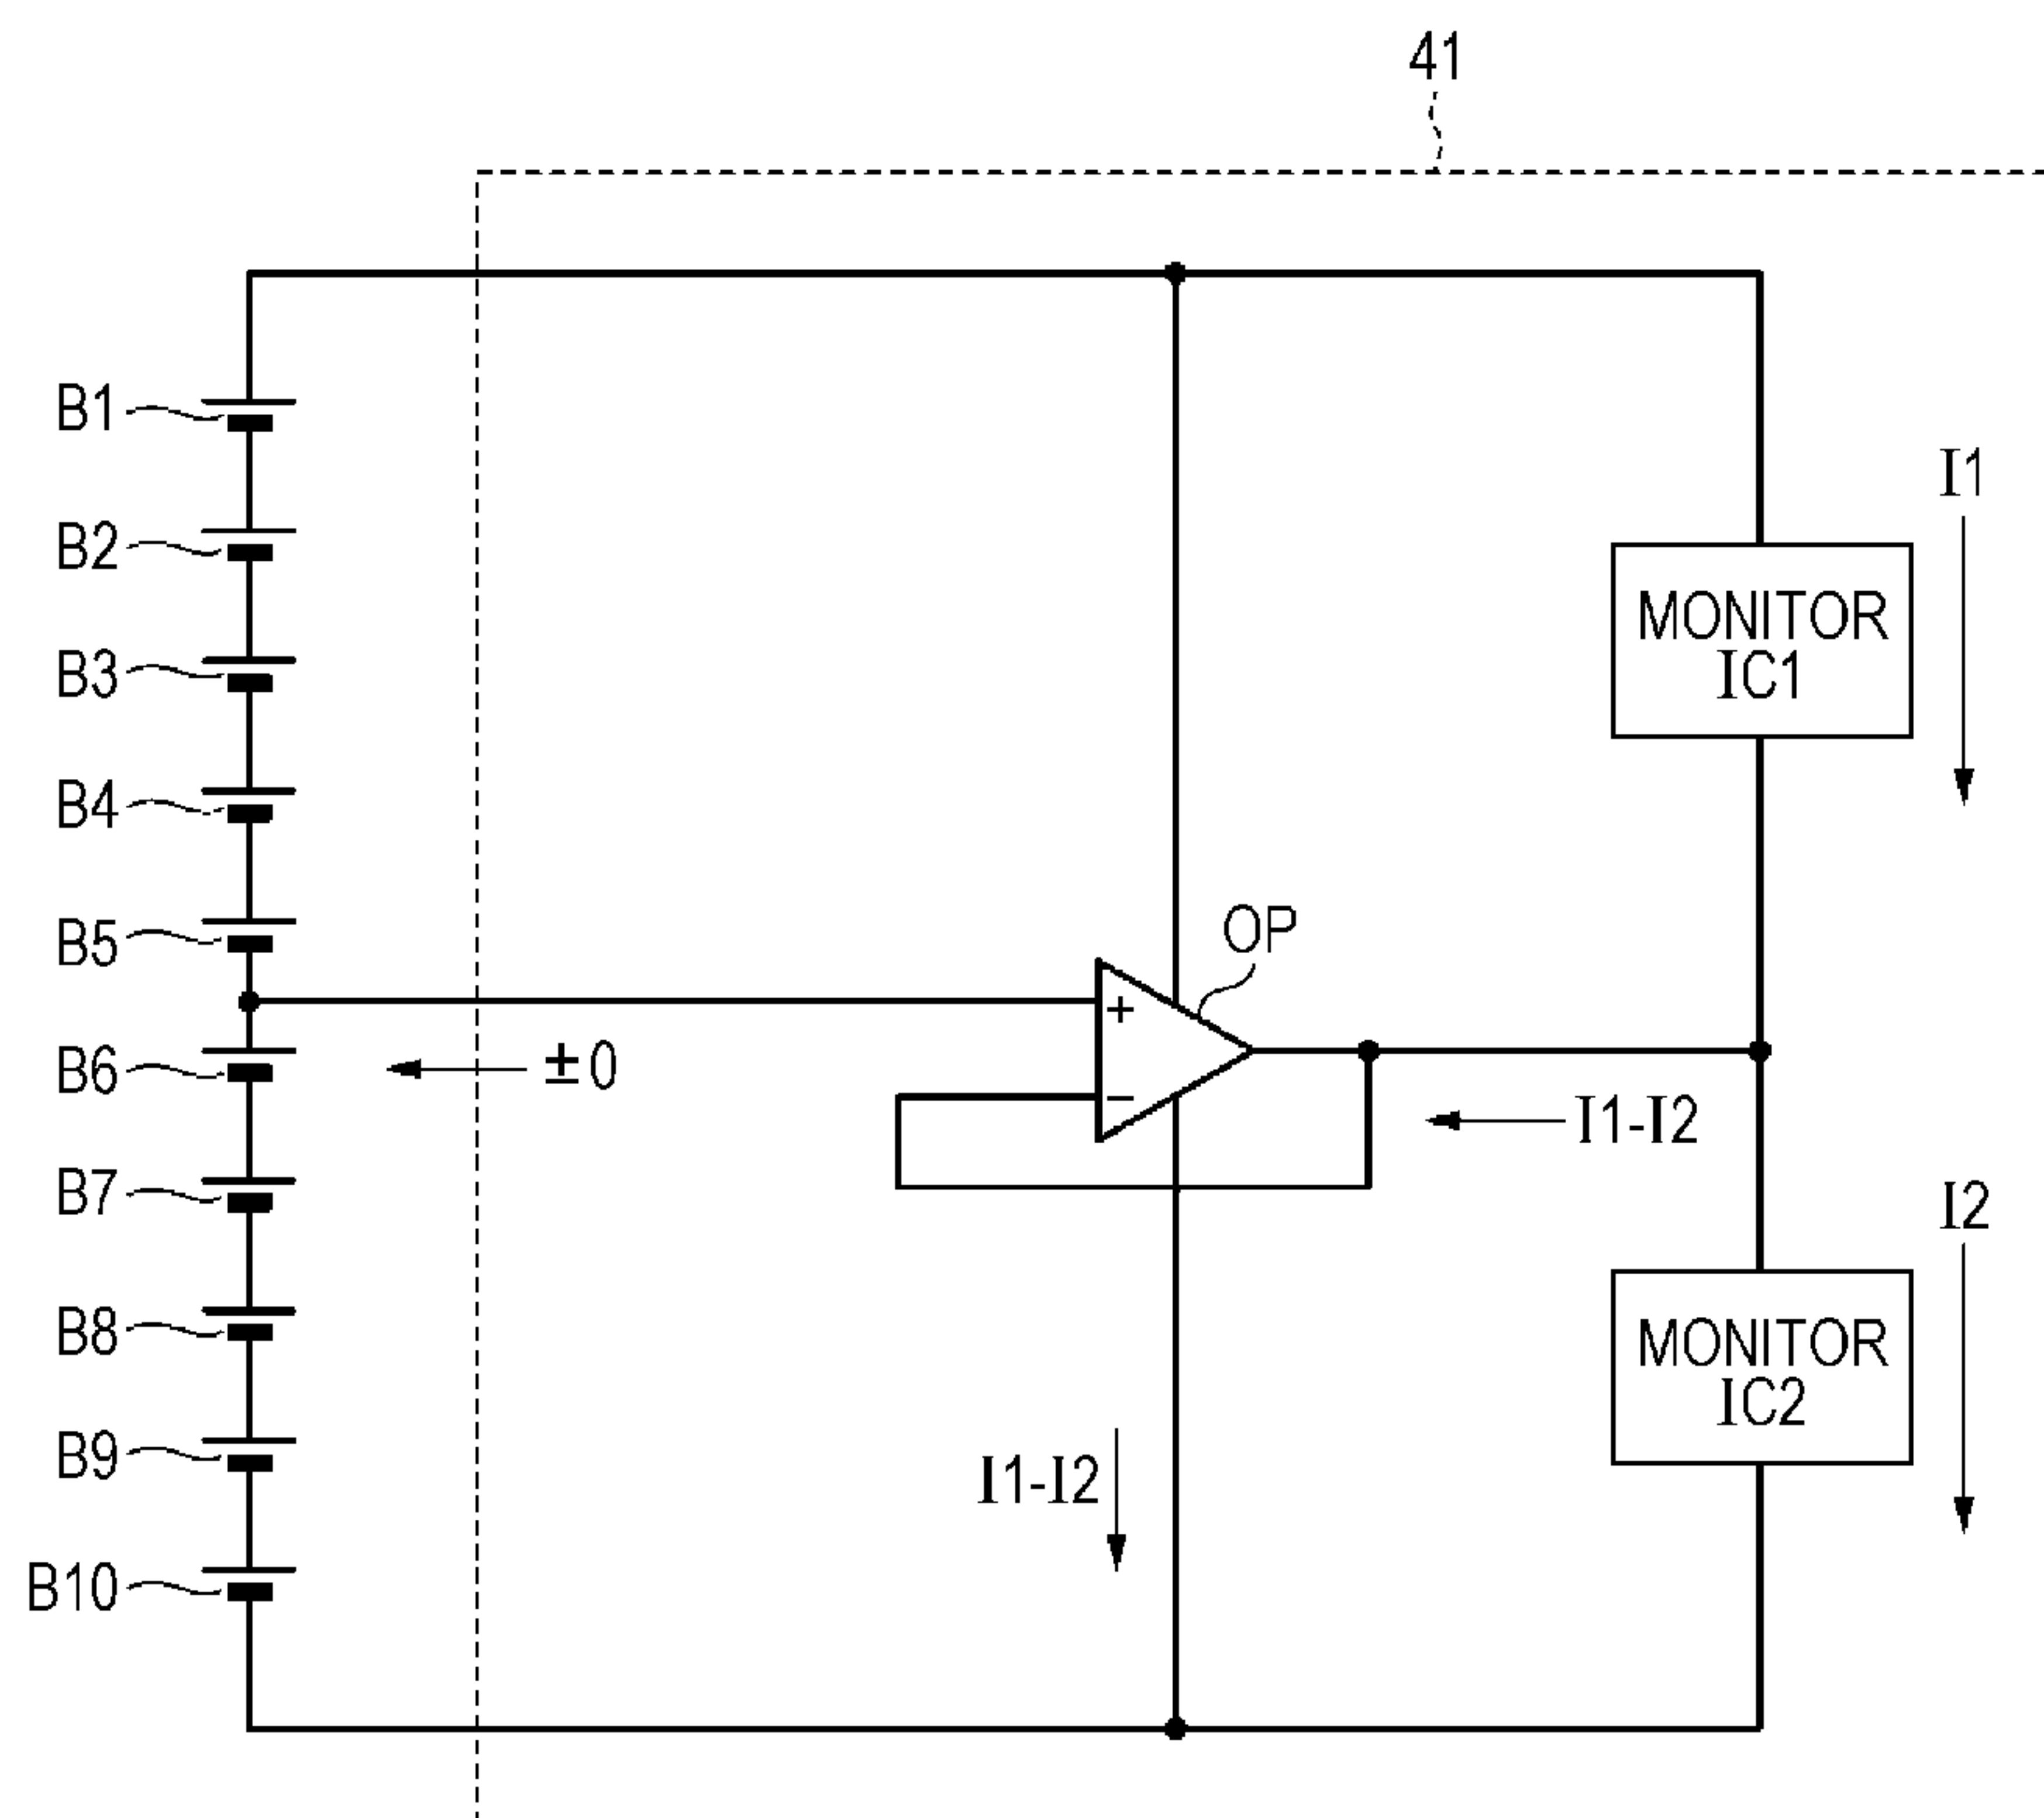 41
B1
I1
B2
MONITOR
IC1
B3
B4
B5
OP
+
B6
±0
−
I1-I2
B7
I2
B8
MONITOR
IC2
B9
I1-I2
B10